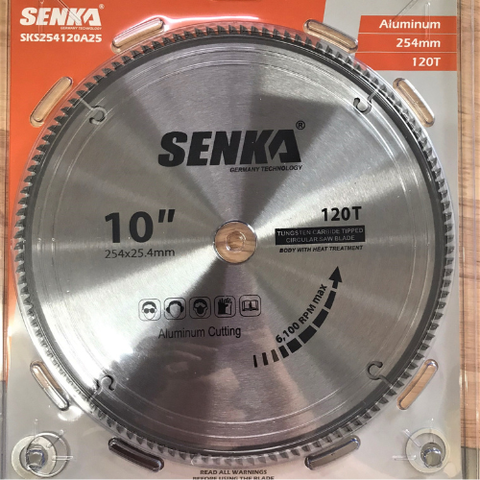 SENKA
GERMANY TECHNOLOGY
SKS254120A25
Aluminum
254mm
120T
SENKA®
GERMANY TECHNOLOGY
10"
254x25.4mm
120T
TUNGSTEN CARBIDE TIPPED
CIRCULAR SAW BLADE
BODY WITH HEAT TREATMENT
6,100 RPM max
Aluminum Cutting
READ ALL WARNINGS
BEFORE USING THE BLADE